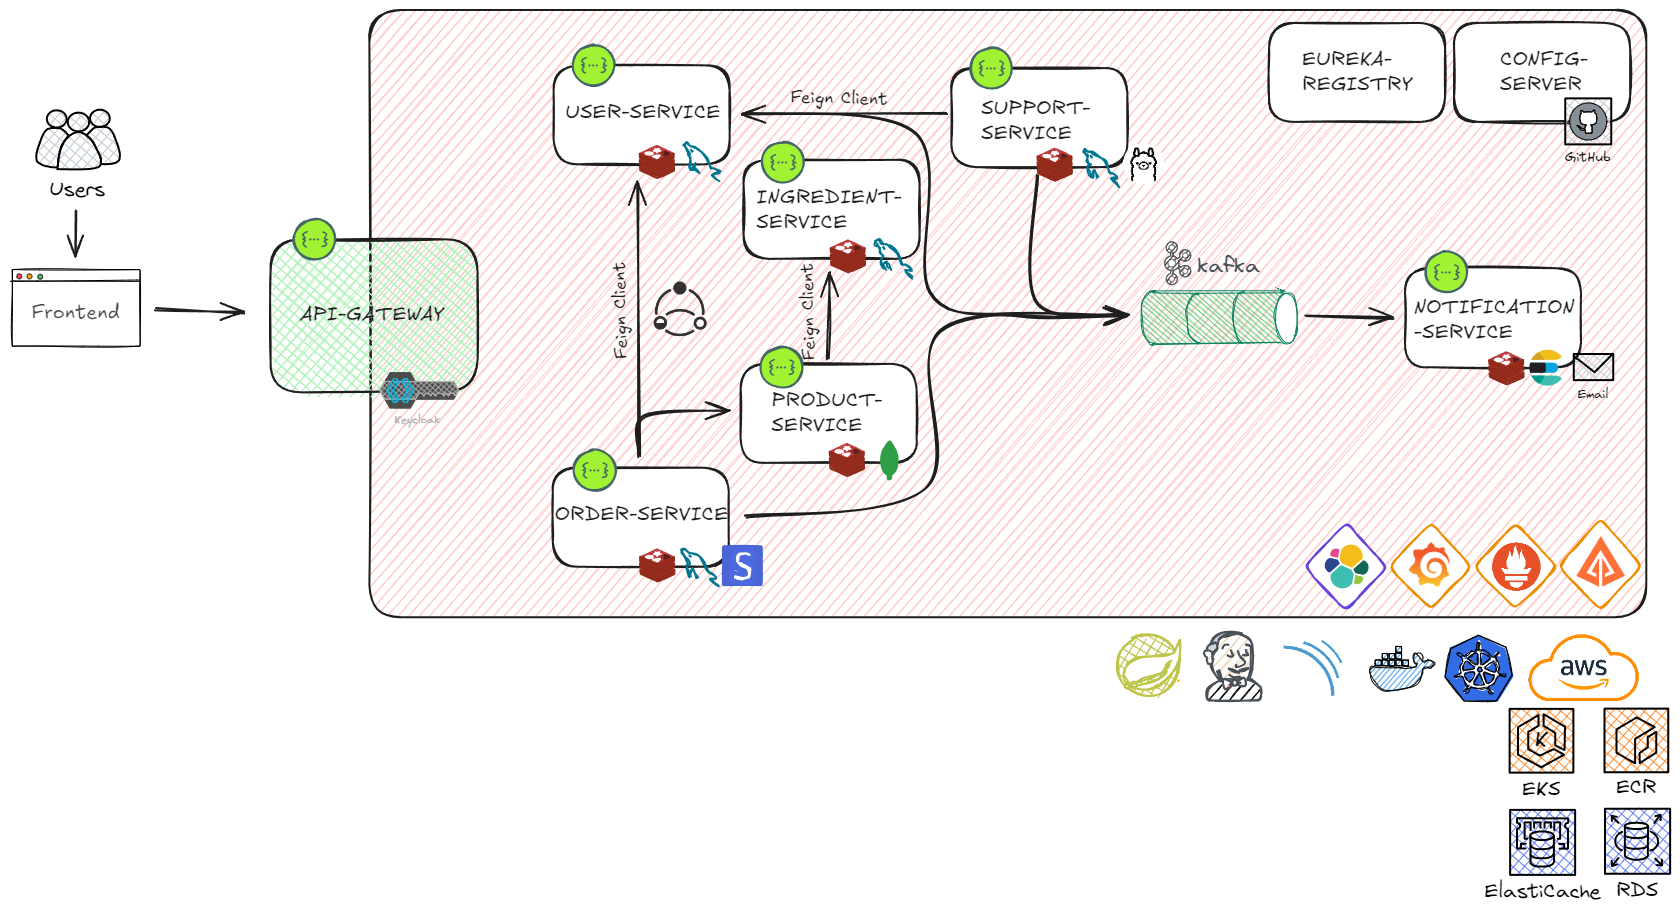 Users
Frontend
API-GATEWAY
Keycloak
{···}
USER-SERVICE
Feign Client
{···}
SUPPORT-
SERVICE
{···}
INGREDIENT-
SERVICE
{···}
Feign Client
Feign Client
{···}
PRODUCT-
SERVICE
{···}
ORDER-SERVICE
{···}
S
EUREKA-
REGISTRY
CONFIG-
SERVER
GitHub
kafka
{···}
NOTIFICATION
-SERVICE
Email
aws
K
EKS
ECR
ElastiCache
RDS